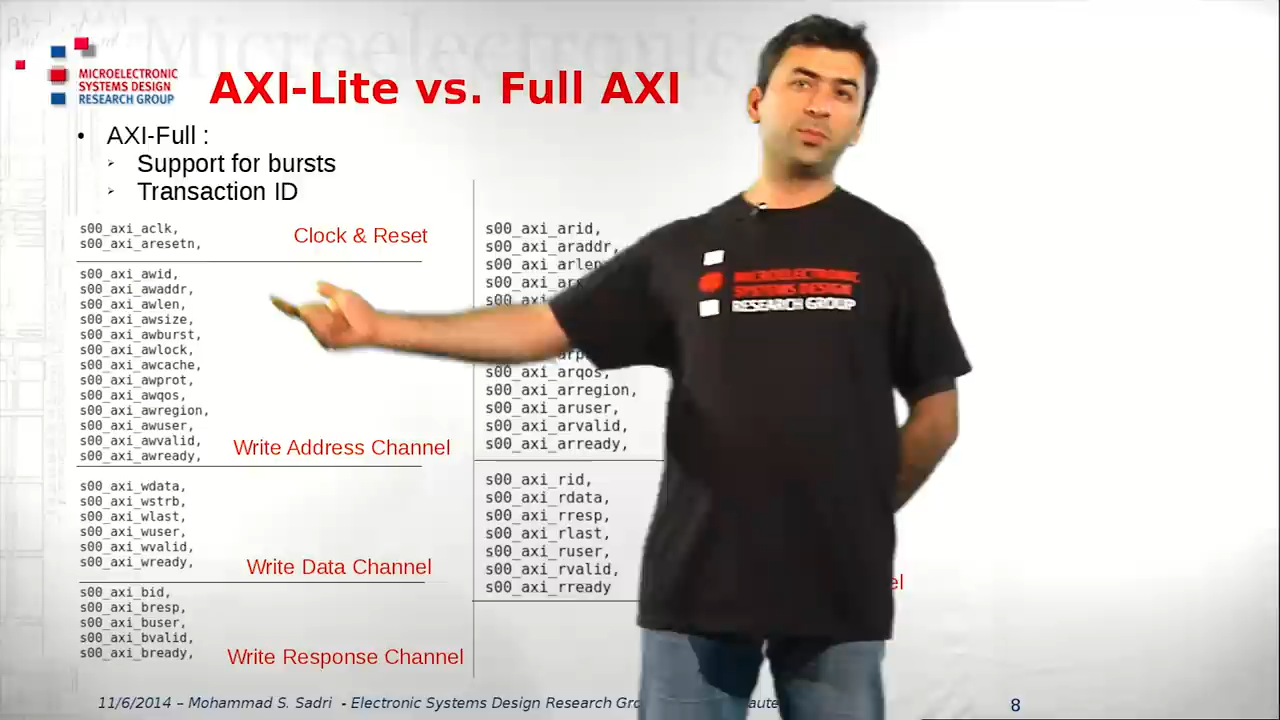 Microelectronic
MICROELECTRONIC
SYSTEMS DESIGN
RESEARCH GROUP
AXI-Lite vs. Full AXI
• AXI-Full :
Support for bursts
Transaction ID
s00_axi_aclk,
s00_axi_aresetn,
Clock & Reset
s00_axi_awid,
s00_axi_awaddr,
s00_axi_awlen,
s00_axi_awsize,
s00_axi_awburst,
s00_axi_awlock,
s00_axi_awcache,
s00_axi_awprot,
s00_axi_awqos,
s00_axi_awregion,
s00_axi_awuser,
s00_axi_awvalid,
s00_axi_awready,
Write Address Channel
s00_axi_wdata,
s00_axi_wstrb,
s00_axi_wlast,
s00_axi_wuser,
s00_axi_wvalid,
s00_axi_wready,
Write Data Channel
s00_axi_bid,
s00_axi_bresp,
s00_axi_buser,
s00_axi_bvalid,
s00_axi_bready,
Write Response Channel
s00_axi_arid,
s00_axi_araddr,
s00_axi_arlen
s00_axi
s00_axi
s00_axi_arqos,
s00_axi_arregion,
s00_axi_aruser,
s00_axi_arvalid,
s00_axi_arready,
s00_axi_rid,
s00_axi_rdata,
s00_axi_rresp,
s00_axi_rlast,
s00_axi_ruser,
s00_axi_rvalid,
s00_axi_rready
MICROELECTRONIC
SYSTEMS DESIGN
RESEARCH GROUP
11/6/2014 – Mohammad S. Sadri - Electronic Systems Design Research
8